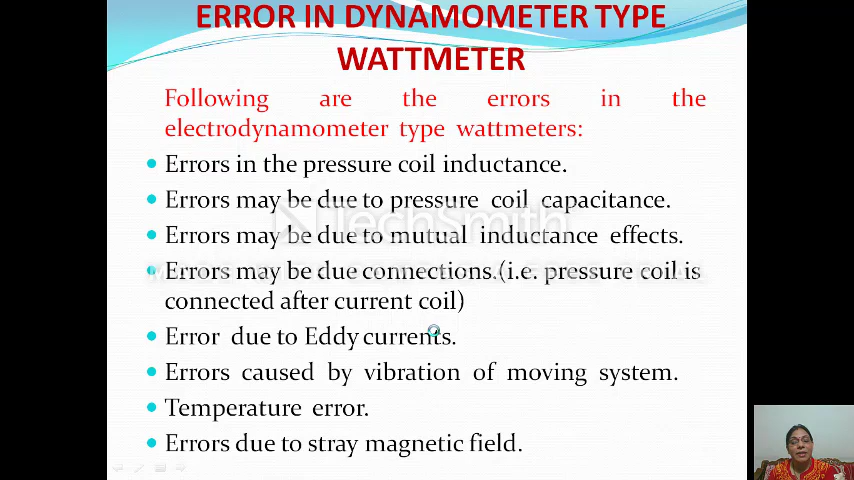 ERROR IN DYNAMOMETER TYPE
WATTMETER
Following are the errors in the
electrodynamometer type wattmeters:
• Errors in the pressure coil inductance.
• Errors may be due to pressure coil capacitance.
• Errors may be due to mutual inductance effects.
• Errors may be due connections.(i.e. pressure coil is
connected after current coil)
• Error due to Eddy currents.
• Errors caused by vibration of moving system.
• Temperature error.
• Errors due to stray magnetic field.
TechSmith